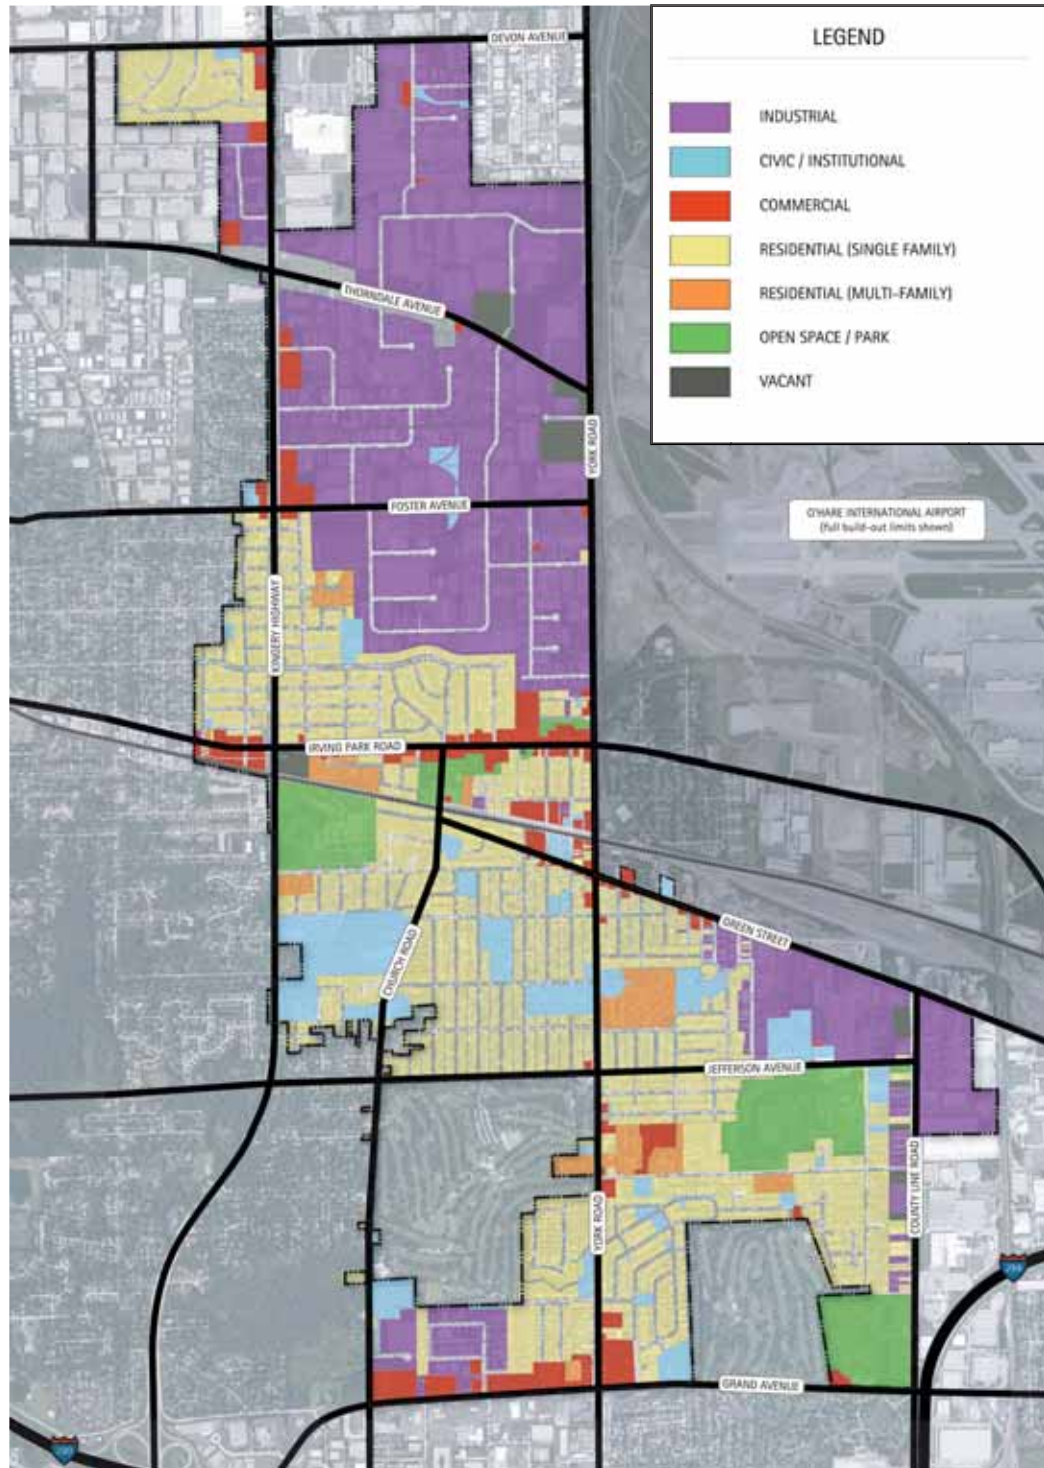 DEVON AVENUE
LEGEND
INDUSTRIAL
CIVIC / INSTITUTIONAL
COMMERCIAL
RESIDENTIAL (SINGLE FAMILY)
RESIDENTIAL (MULTI-FAMILY)
OPEN SPACE / PARK
VACANT
THORNDALE AVENUE
YORK ROAD
FOSTER AVENUE
O'HARE INTERNATIONAL AIRPORT
(full build-out limits shown)
KINGERY HIGHWAY
IRVING PARK ROAD
GREEN STREET
CHURCH ROAD
JEFFERSON AVENUE
COUNTY LINE ROAD
YORK ROAD
294
GRAND AVENUE
290